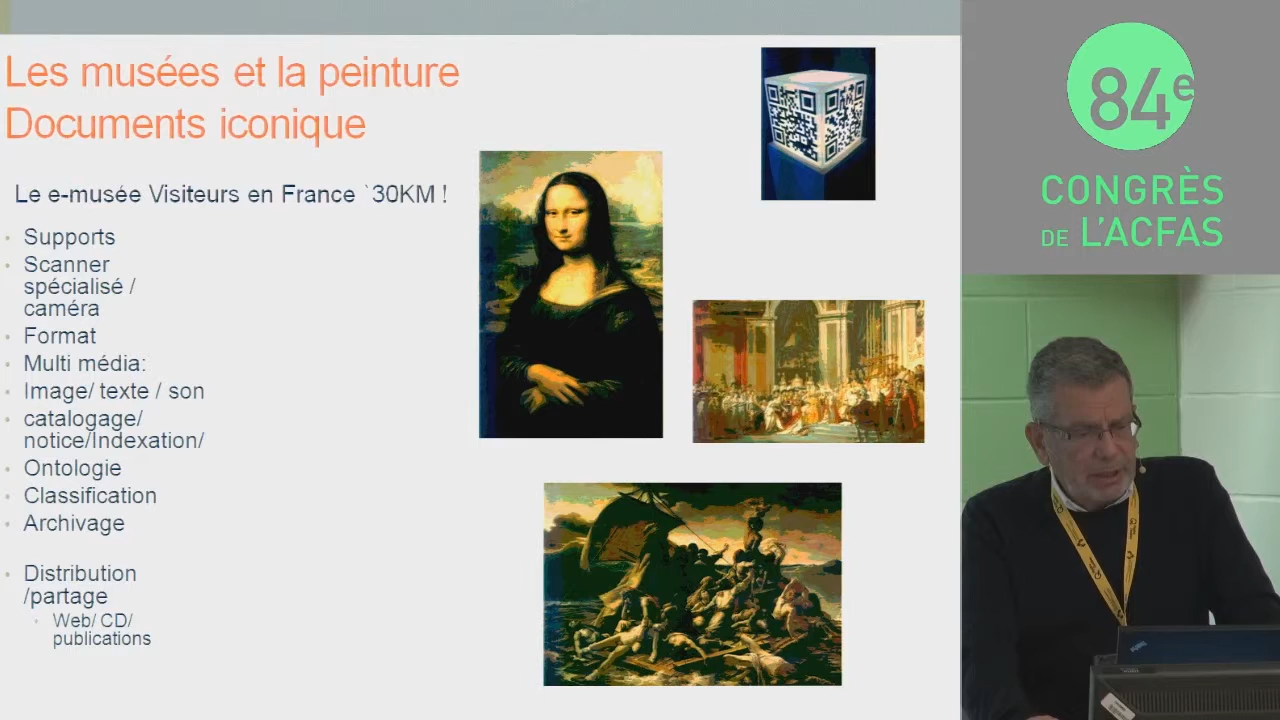 Les musées et la peinture
Documents iconique
Le e-musée Visiteurs en France `30KM !
Supports
Scanner
spécialisé /
caméra
Format
Multi média:
Image/ texte / son
catalogage/
notice/Indexation/
Ontologie
Classification
Archivage
Distribution
/partage
Web/ CD/
publications
84e
CONGRÈS
DE L'ACFAS